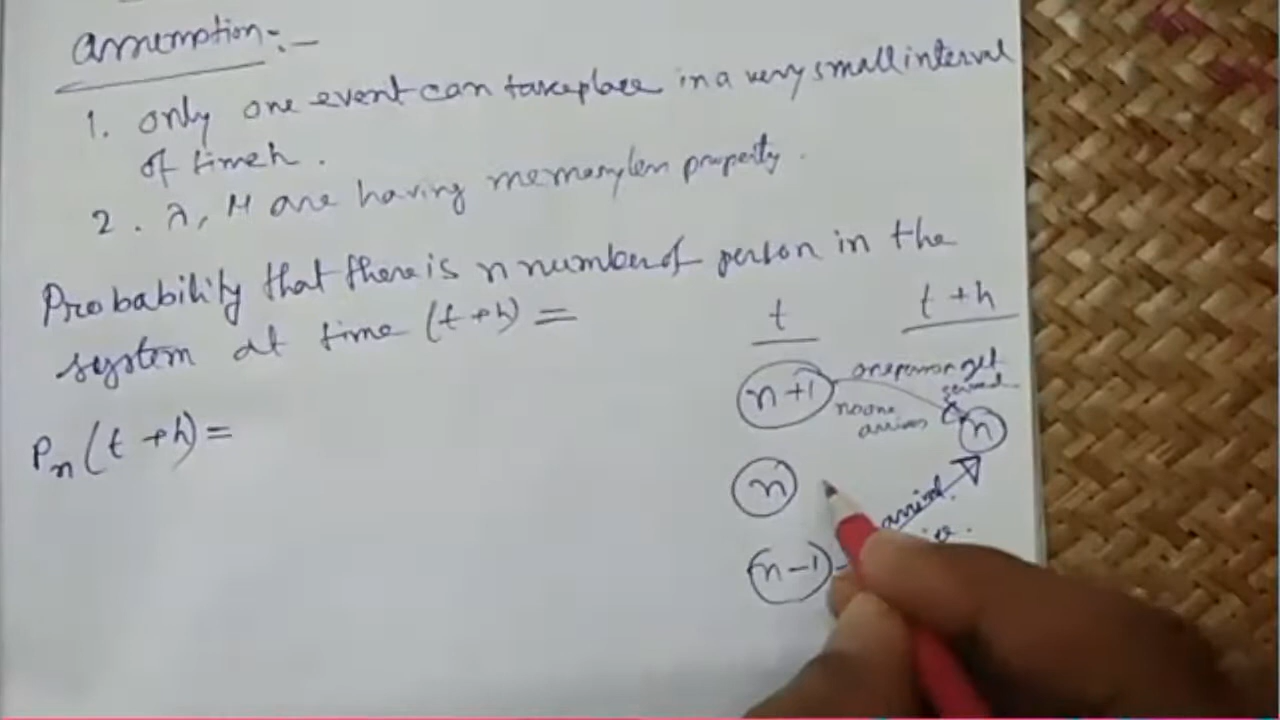 assumption:-
1. only one event can takeplace in a very small interval
of time h.
2. λ, μ are having memoryless property.
Probability that there is n number of person in the
system at time (t+h) =
t
t+h
n+1
one person get
served
no one
arrives
n
Pn(t+h)=
n
arrival.
n-1